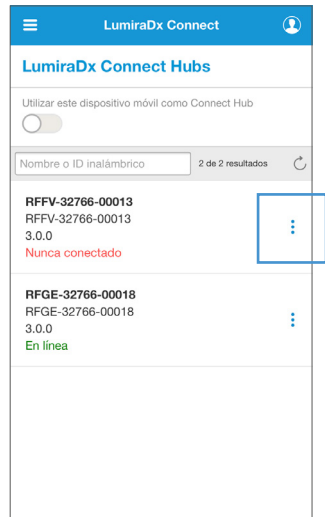 LumiraDx Connect
LumiraDx Connect Hubs
Utilizar este dispositivo móvil como Connect Hub
Nombre o ID inalámbrico
2 de 2 resultados
RFFV-32766-00013
RFFV-32766-00013
3.0.0
Nunca conectado
RFGE-32766-00018
RFGE-32766-00018
3.0.0
En línea